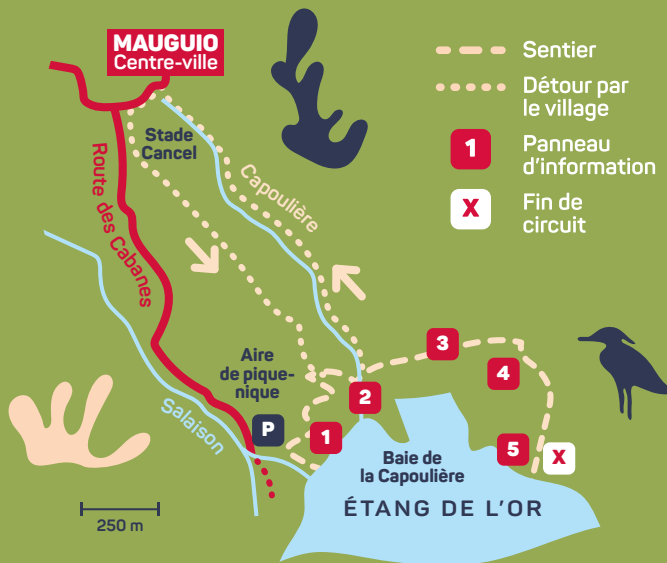 MAUGUIO
Centre-ville
Stade
Cancel
Route des Cabanes
Capoulière
Salaison
Aire
de pique-
nique
P
1
2
3
4
5
X
Baie de
la Capoulière
ÉTANG DE L'OR
250 m
Sentier
Détour par
le village
1
Panneau
d'information
X
Fin de
circuit